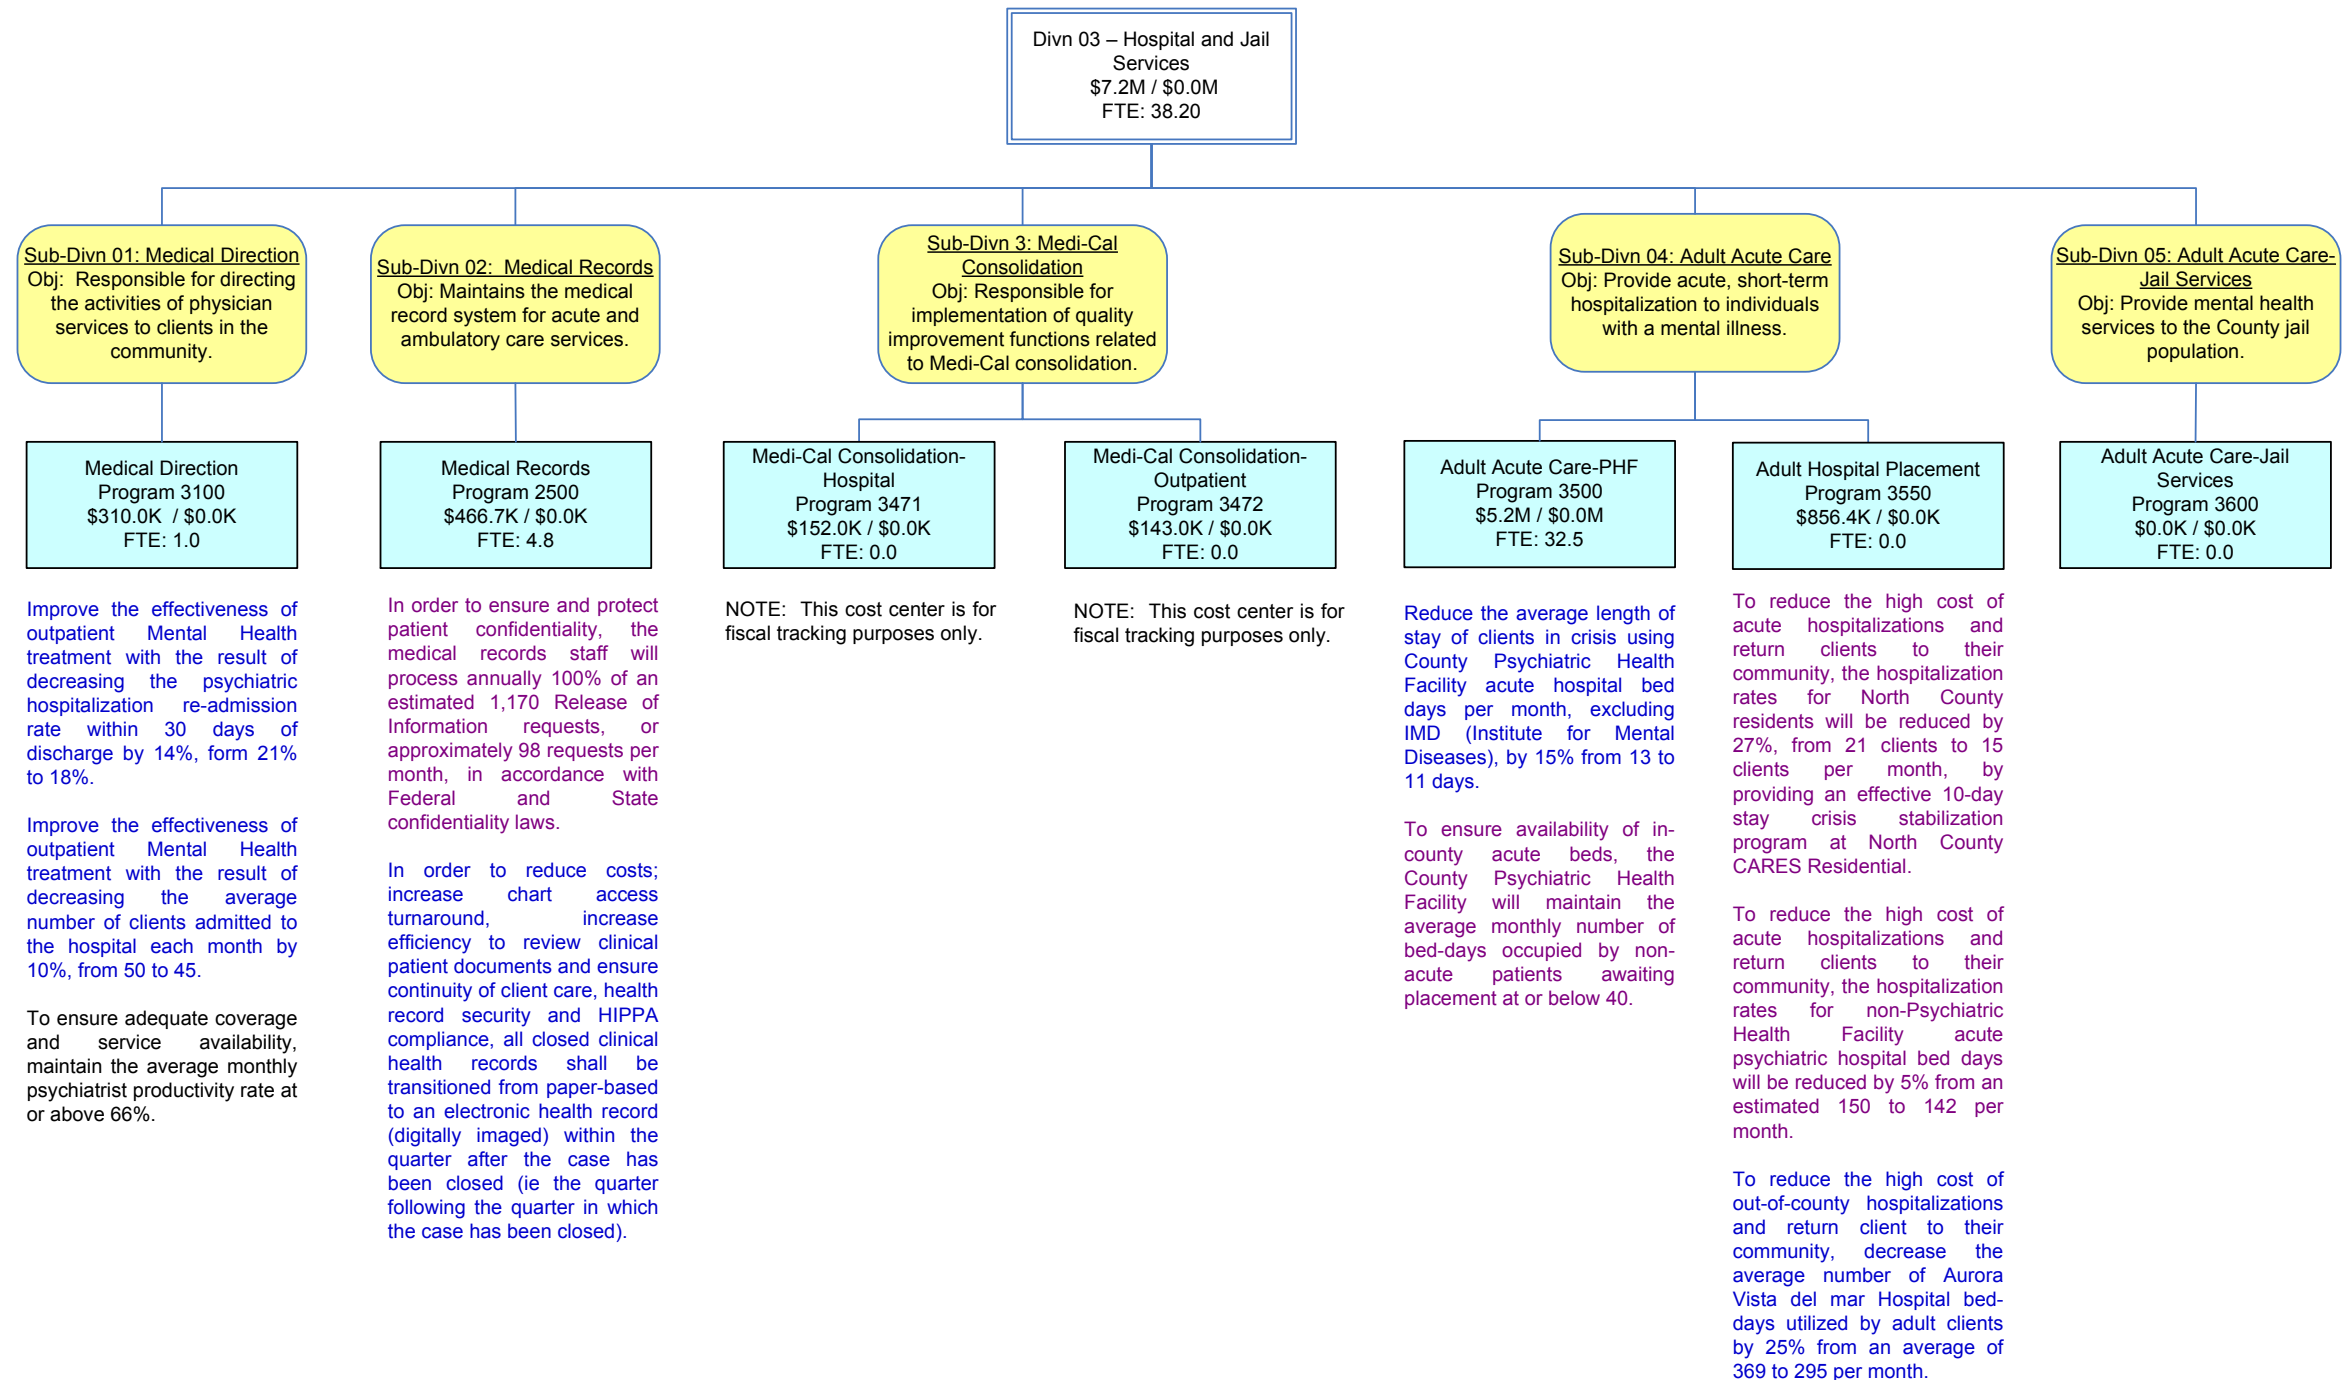 Divn 03 – Hospital and Jail
Services
$7.2M / $0.0M
FTE: 38.20
Sub-Divn 01: Medical Direction
Obj:  Responsible for directing
the activities of physician
services to clients in the
community.
Sub-Divn 02:  Medical Records
Obj: Maintains the medical
record system for acute and
ambulatory care services.
Sub-Divn 3: Medi-Cal
Consolidation
Obj: Responsible for
implementation of quality
improvement functions related
to Medi-Cal consolidation.
Sub-Divn 04: Adult Acute Care
Obj: Provide acute, short-term
hospitalization to individuals
with a mental illness.
Sub-Divn 05: Adult Acute Care-
Jail Services
Obj: Provide mental health
services to the County jail
population.
Medical Direction
Program 3100
$310.0K  / $0.0K
FTE: 1.0
Medical Records
Program 2500
$466.7K / $0.0K
FTE: 4.8
Medi-Cal Consolidation-
Hospital
Program 3471
$152.0K / $0.0K
FTE: 0.0
Medi-Cal Consolidation-
Outpatient
Program 3472
$143.0K / $0.0K
FTE: 0.0
Adult Acute Care-PHF
Program 3500
$5.2M / $0.0M
FTE: 32.5
Adult Hospital Placement
Program 3550
$856.4K / $0.0K
FTE: 0.0
Adult Acute Care-Jail
Services
Program 3600
$0.0K / $0.0K
FTE: 0.0
Improve the effectiveness of
outpatient Mental Health
treatment with the result of
decreasing the psychiatric
hospitalization re-admission
rate within 30 days of
discharge by 14%, form 21%
to 18%.
Improve the effectiveness of
outpatient Mental Health
treatment with the result of
decreasing the average
number of clients admitted to
the hospital each month by
10%, from 50 to 45.
To ensure adequate coverage
and service availability,
maintain the average monthly
psychiatrist productivity rate at
or above 66%.
In order to ensure and protect
patient confidentiality, the
medical records staff will
process annually 100% of an
estimated 1,170 Release of
Information requests, or
approximately 98 requests per
month, in accordance with
Federal and State
confidentiality laws.
In order to reduce costs;
increase chart access
turnaround, increase
efficiency to review clinical
patient documents and ensure
continuity of client care, health
record security and HIPPA
compliance, all closed clinical
health records shall be
transitioned from paper-based
to an electronic health record
(digitally imaged) within the
quarter after the case has
been closed (ie the quarter
following the quarter in which
the case has been closed).
NOTE:  This cost center is for
fiscal tracking purposes only.
NOTE:  This cost center is for
fiscal tracking purposes only.
Reduce the average length of
stay of clients in crisis using
County Psychiatric Health
Facility acute hospital bed
days per month, excluding
IMD (Institute for Mental
Diseases), by 15% from 13 to
11 days.
To ensure availability of in-
county acute beds, the
County Psychiatric Health
Facility will maintain the
average monthly number of
bed-days occupied by non-
acute patients awaiting
placement at or below 40.
To reduce the high cost of
acute hospitalizations and
return clients to their
community, the hospitalization
rates for North County
residents will be reduced by
27%, from 21 clients to 15
clients per month, by
providing an effective 10-day
stay crisis stabilization
program at North County
CARES Residential.
To reduce the high cost of
acute hospitalizations and
return clients to their
community, the hospitalization
rates for non-Psychiatric
Health Facility acute
psychiatric hospital bed days
will be reduced by 5% from an
estimated 150 to 142 per
month.
To reduce the high cost of
out-of-county hospitalizations
and return client to their
community, decrease the
average number of Aurora
Vista del mar Hospital bed-
days utilized by adult clients
by 25% from an average of
369 to 295 per month.